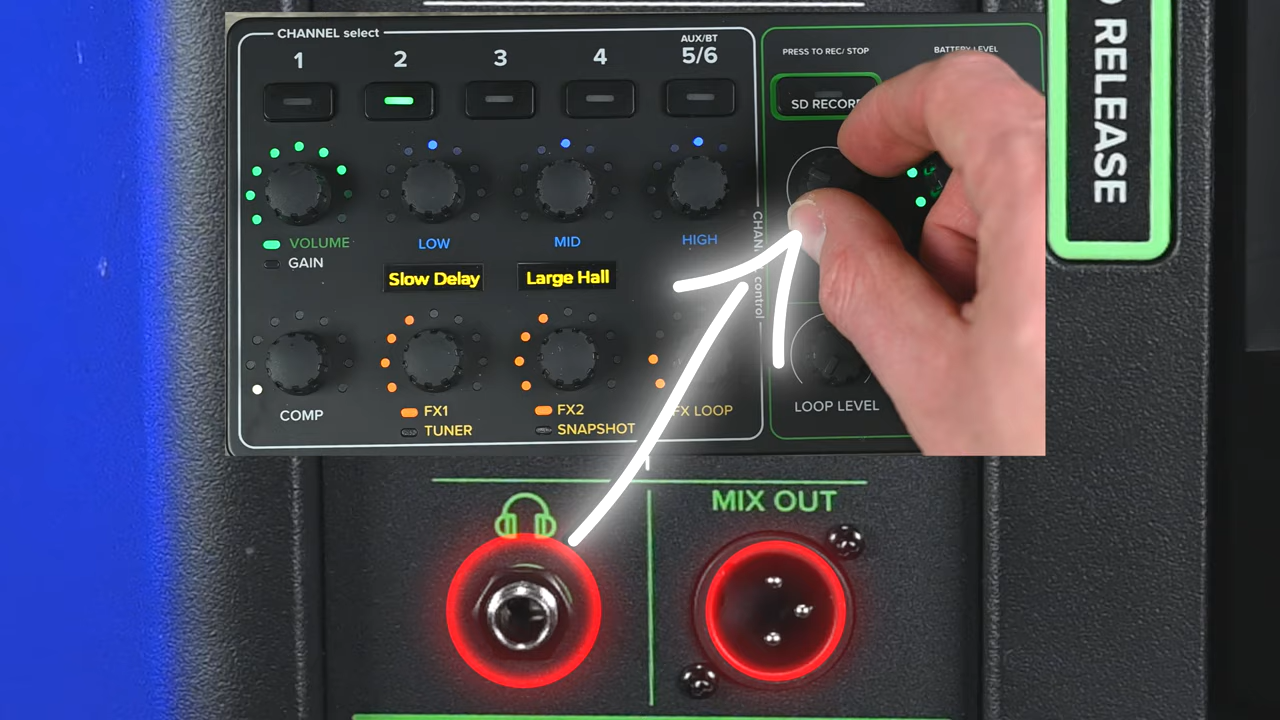 CHANNEL select
1
2
3
4
AUX/BT
5/6
PRESS TO REC/ STOP
BATTERY LEVEL
SD RECORD
VOLUME
GAIN
LOW
MID
HIGH
Slow Delay
Large Hall
control
COMP
FX1
TUNER
FX2
SNAPSHOT
FX LOOP
LOOP LEVEL
RELEASE
MIX OUT